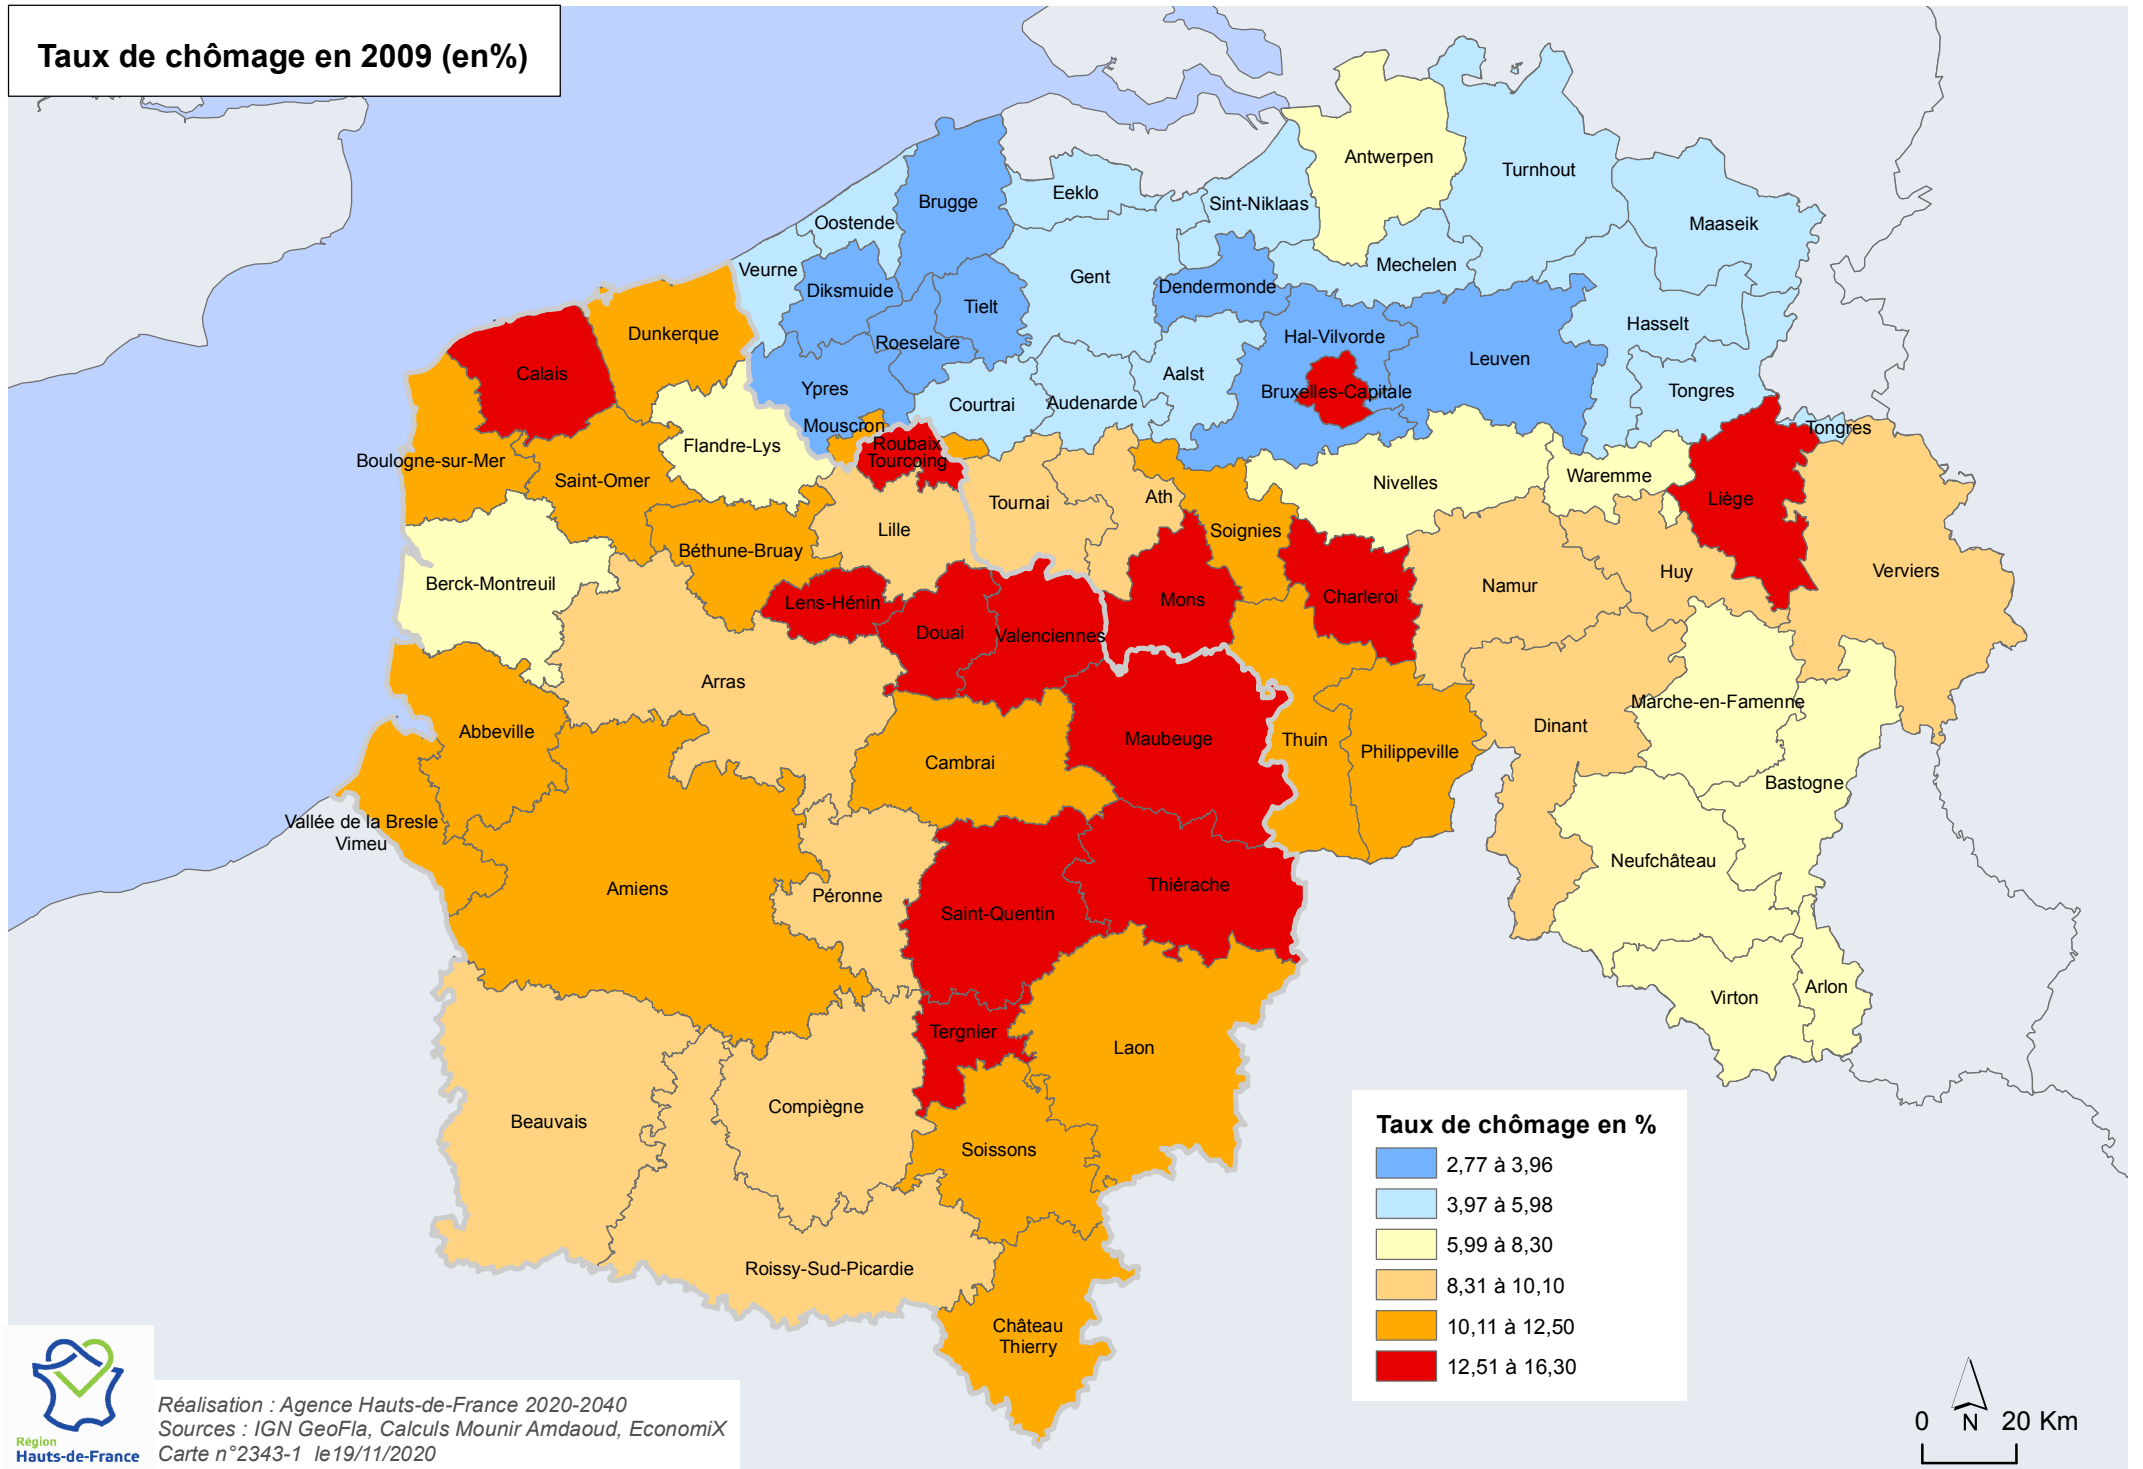 Taux de chômage en 2009 (en%)
Antwerpen
Turnhout
Brugge
Eeklo
Sint-Niklaas
Oostende
Maaseik
Veurne
Gent
Mechelen
Diksmuide
Tielt
Dendermonde
Dunkerque
Roeselare
Hal-Vilvorde
Hasselt
Leuven
Calais
Ypres
Aalst
Courtrai
Audenarde
Bruxelles-Capitale
Tongres
Mouscron
Tongres
Flandre-Lys
Roubaix
Tourcoing
Boulogne-sur-Mer
Saint-Omer
Nivelles
Waremme
Tournai
Ath
Liège
Lille
Soignies
Béthune-Bruay
Berck-Montreuil
Namur
Huy
Verviers
Lens-Hénin
Mons
Charleroi
Douai
Valenciennes
Arras
Marche-en-Famenne
Abbeville
Maubeuge
Thuin
Dinant
Philippeville
Cambrai
Bastogne
Vallée de la Bresle
Vimeu
Neufchâteau
Amiens
Péronne
Thiérache
Saint-Quentin
Virton
Arlon
Tergnier
Laon
Compiègne
Beauvais
Soissons
Roissy-Sud-Picardie
Château
Thierry
Taux de chômage en %
2,77 à 3,96
3,97 à 5,98
5,99 à 8,30
8,31 à 10,10
10,11 à 12,50
12,51 à 16,30
0 N 20 Km
Région
Hauts-de-France
Réalisation : Agence Hauts-de-France 2020-2040
Sources : IGN GeoFla, Calculs Mounir Amdaoud, EconomiX
Carte n°2343-1 le19/11/2020